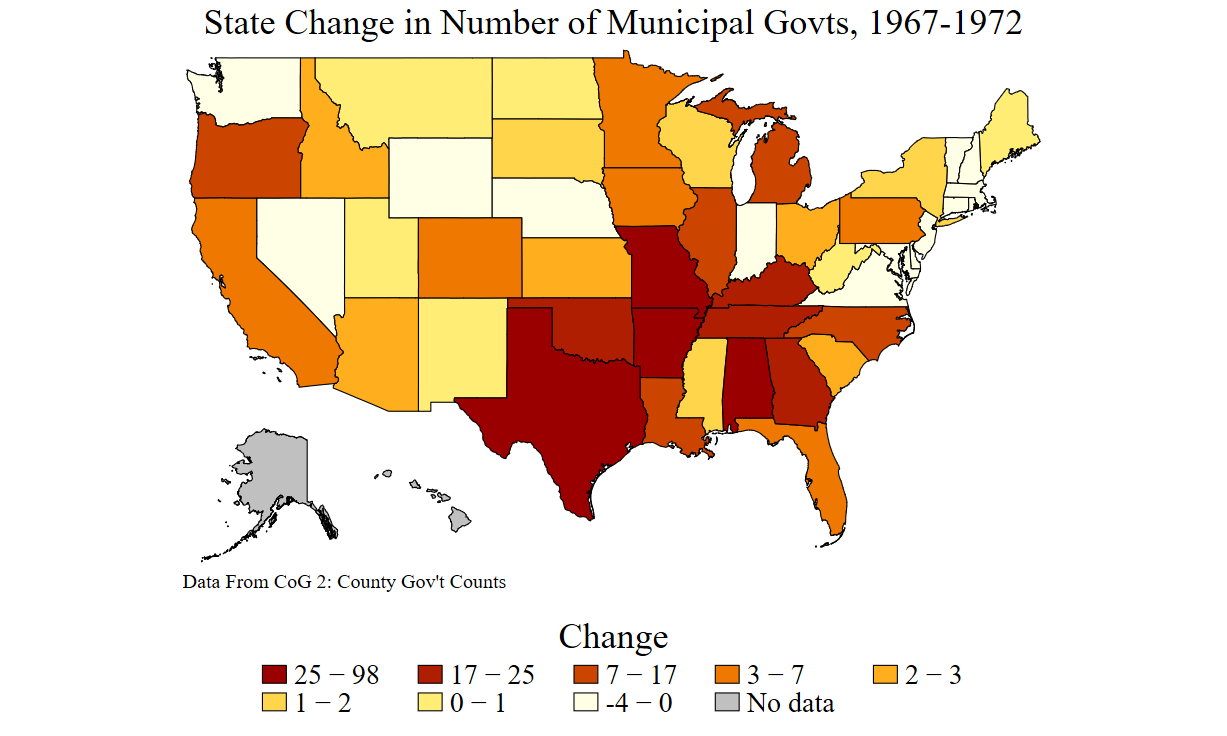 State Change in Number of Municipal Govts, 1967-1972
Data From CoG 2: County Gov't Counts
Change
25 − 98 17 − 25 7 − 17 3 − 7 2 − 3
1 − 2 0 − 1 -4 − 0 No data